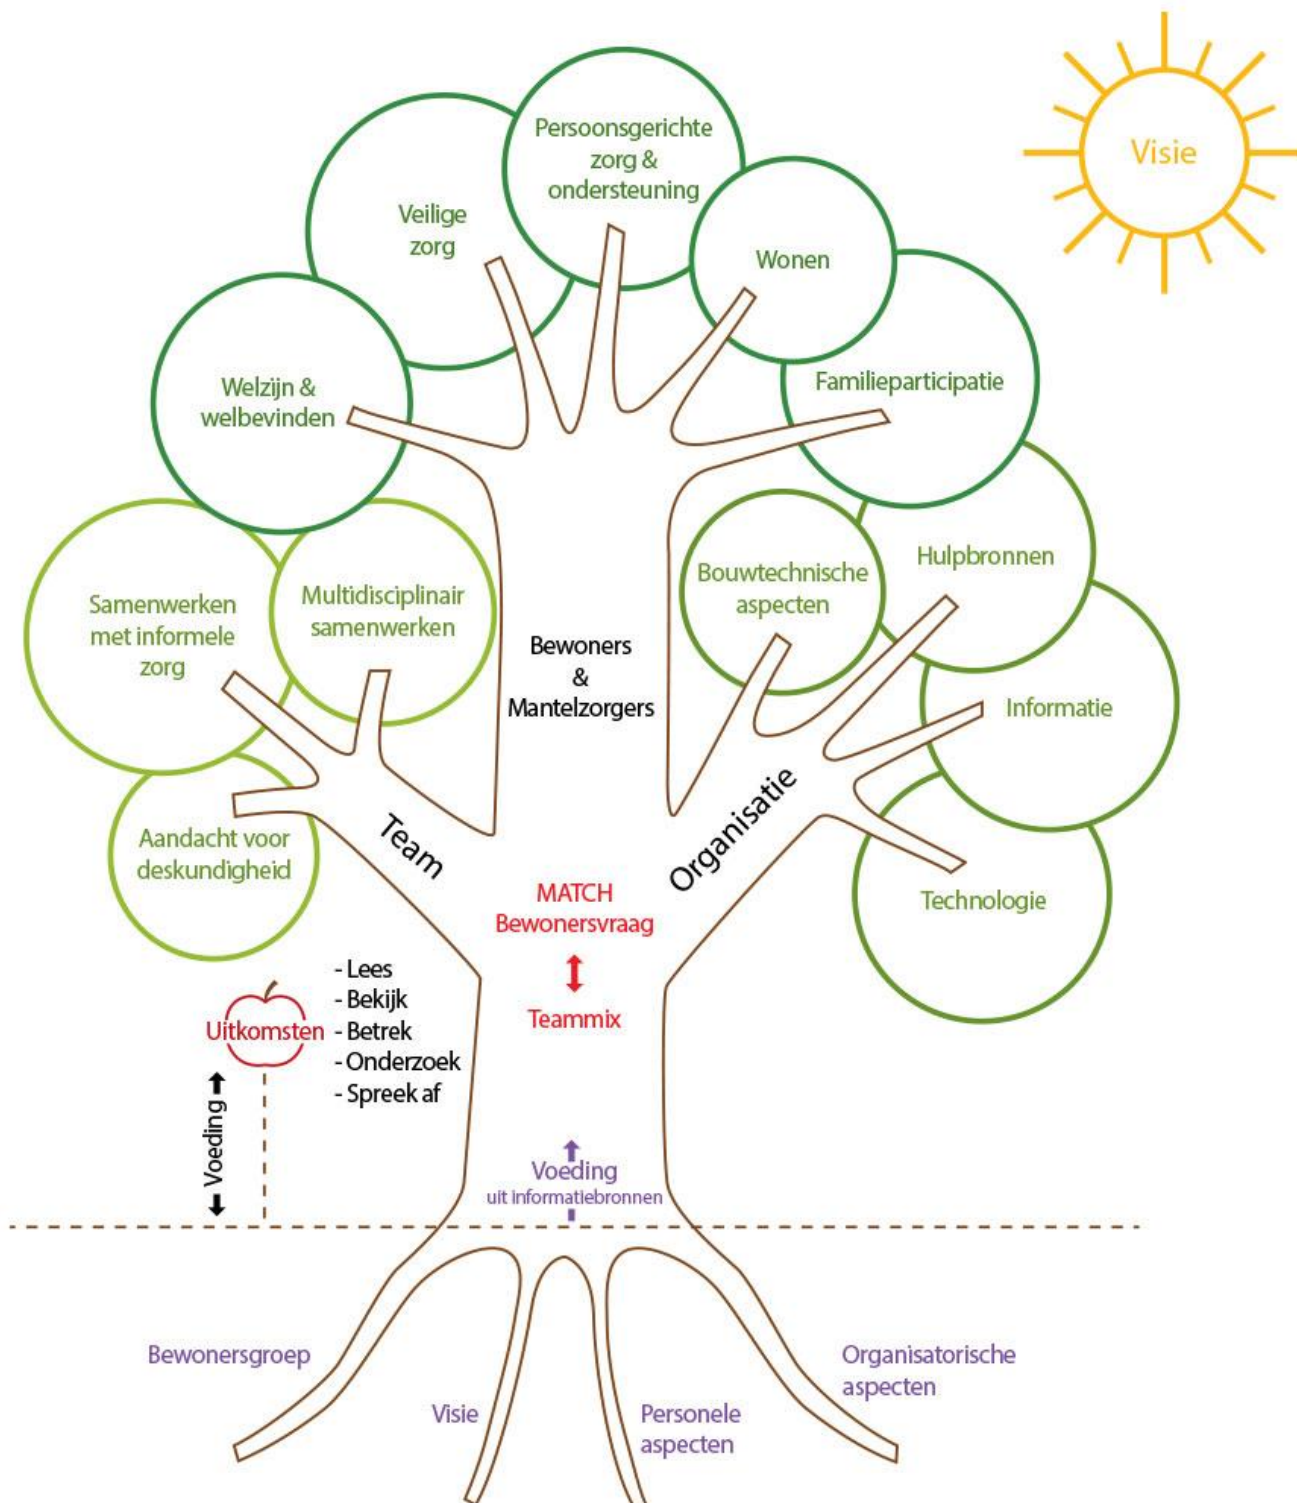 Visie
Persoonsgerichte
zorg &
ondersteuning
Veilige
zorg
Wonen
Welzijn &
welbevinden
Familieparticipatie
Samenwerken
met informele
zorg
Multidisciplinair
samenwerken
Bouwtechnische
aspecten
Hulpbronnen
Bewoners
&
Mantelzorgers
Informatie
Aandacht voor
deskundigheid
Team
Organisatie
Technologie
MATCH
Bewonersvraag
Teammix
Uitkomsten
- Lees
- Bekijk
- Betrek
- Onderzoek
- Spreek af
Voeding
Voeding
uit informatiebronnen
Bewonersgroep
Visie
Personele
aspecten
Organisatorische
aspecten